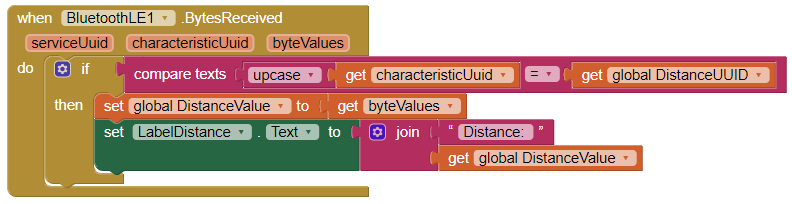 when BluetoothLE1 .BytesReceived
serviceUuid characteristicUuid byteValues
do if compare texts upcase get characteristicUuid = get global DistanceUUID
then set global DistanceValue to get byteValues
set LabelDistance . Text to join “ Distance: ”
get global DistanceValue